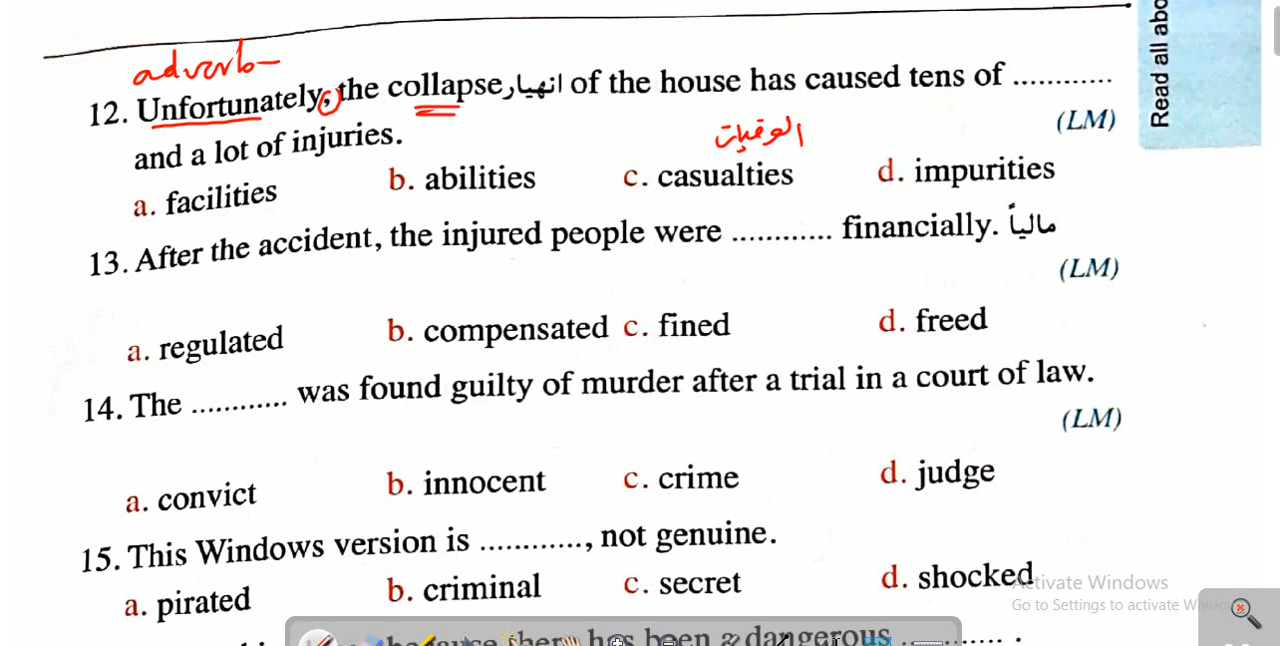 Read all abo
adverb
12. Unfortunately, the collapse انهيار of the house has caused tens of ............
and a lot of injuries.
(LM)
الوفيات
a. facilities b. abilities c. casualties d. impurities
13. After the accident, the injured people were ............ financially. مالياً
(LM)
a. regulated b. compensated c. fined d. freed
14. The ............ was found guilty of murder after a trial in a court of law.
(LM)
a. convict b. innocent c. crime d. judge
15. This Windows version is ............, not genuine.
a. pirated b. criminal c. secret d. shocked
Activate Windows
Go to Settings to activate Windows
has been a dangerous ............ .